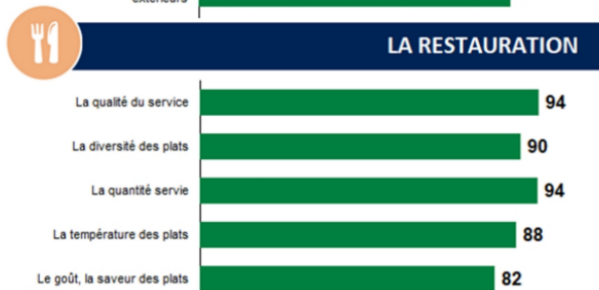 extérieurs
LA RESTAURATION
La qualité du service 94
La diversité des plats 90
La quantité servie 94
La température des plats 88
Le goût, la saveur des plats 82